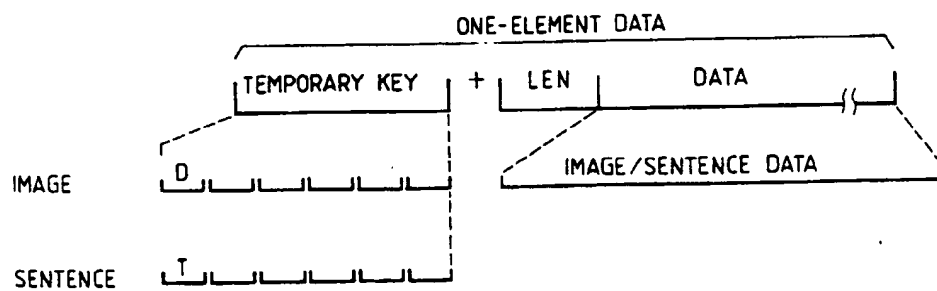 ONE-ELEMENT DATA
TEMPORARY KEY + LEN DATA
IMAGE D IMAGE/SENTENCE DATA
SENTENCE T